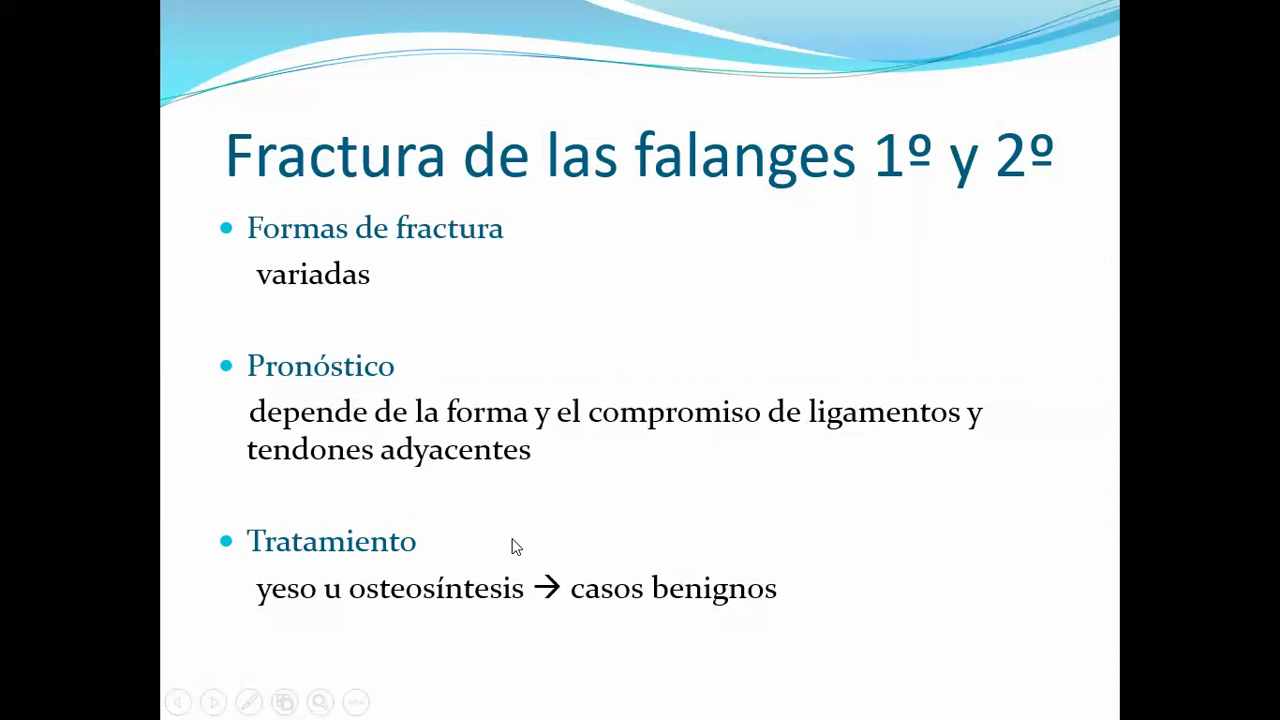 Fractura de las falanges 1º y 2º
• Formas de fractura
variadas
• Pronóstico
depende de la forma y el compromiso de ligamentos y
tendones adyacentes
• Tratamiento
yeso u osteosíntesis → casos benignos